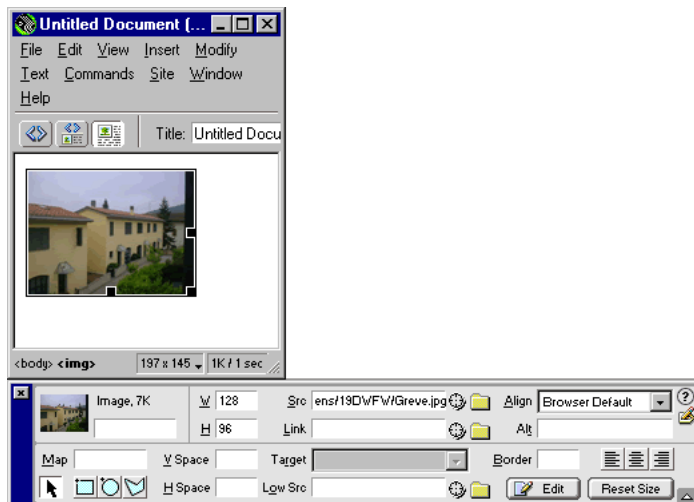 Untitled Document (...
File Edit View Insert Modify
Text Commands Site Window
Help
Title: Untitled Docu
<body> <img> 197 x 145 1K / 1 sec
Image, 7K W 128 Src ens/19DWFW/Greve.jpg Align Browser Default ?
H 96 Link Alt
Map V Space Target Border
H Space Low Src Edit Reset Size